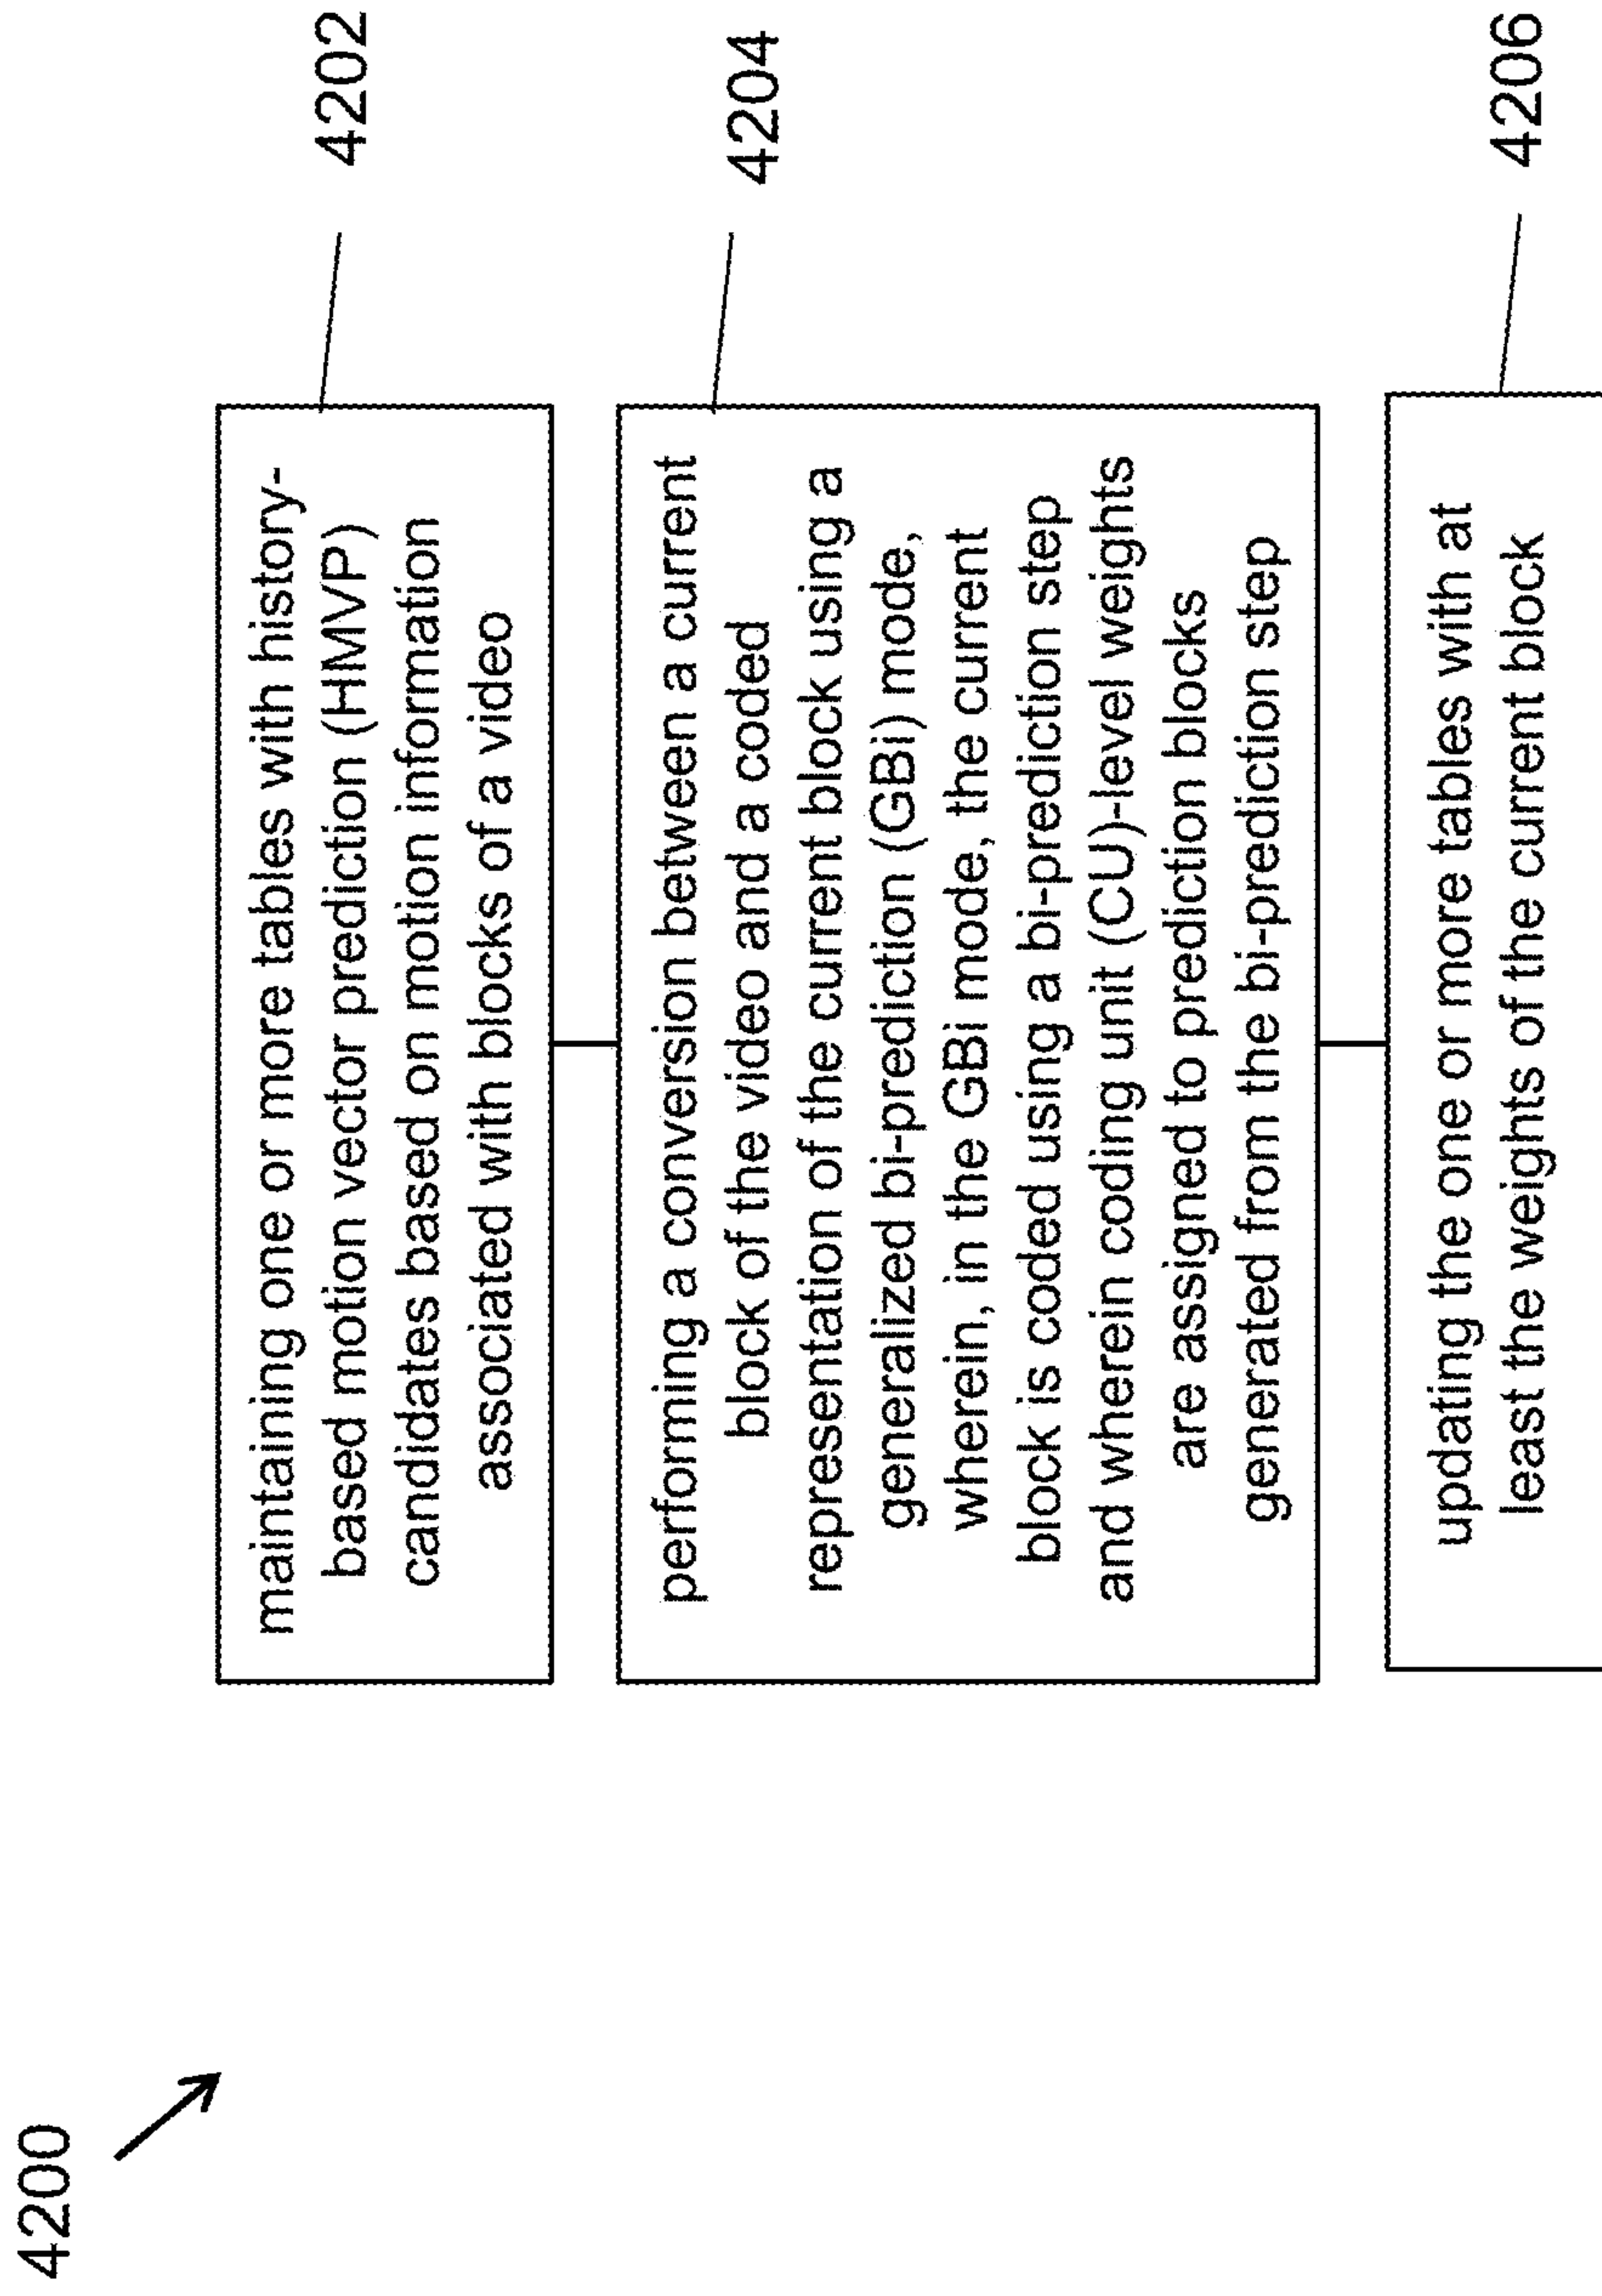 4200
maintaining one or more tables with history-
based motion vector prediction (HMVP)
candidates based on motion information
associated with blocks of a video
4202
performing a conversion between a current
block of the video and a coded
representation of the current block using a
generalized bi-prediction (GBi) mode,
wherein, in the GBi mode, the current
block is coded using a bi-prediction step
and wherein coding unit (CU)-level weights
are assigned to prediction blocks
generated from the bi-prediction step
4204
updating the one or more tables with at
least the weights of the current block
4206